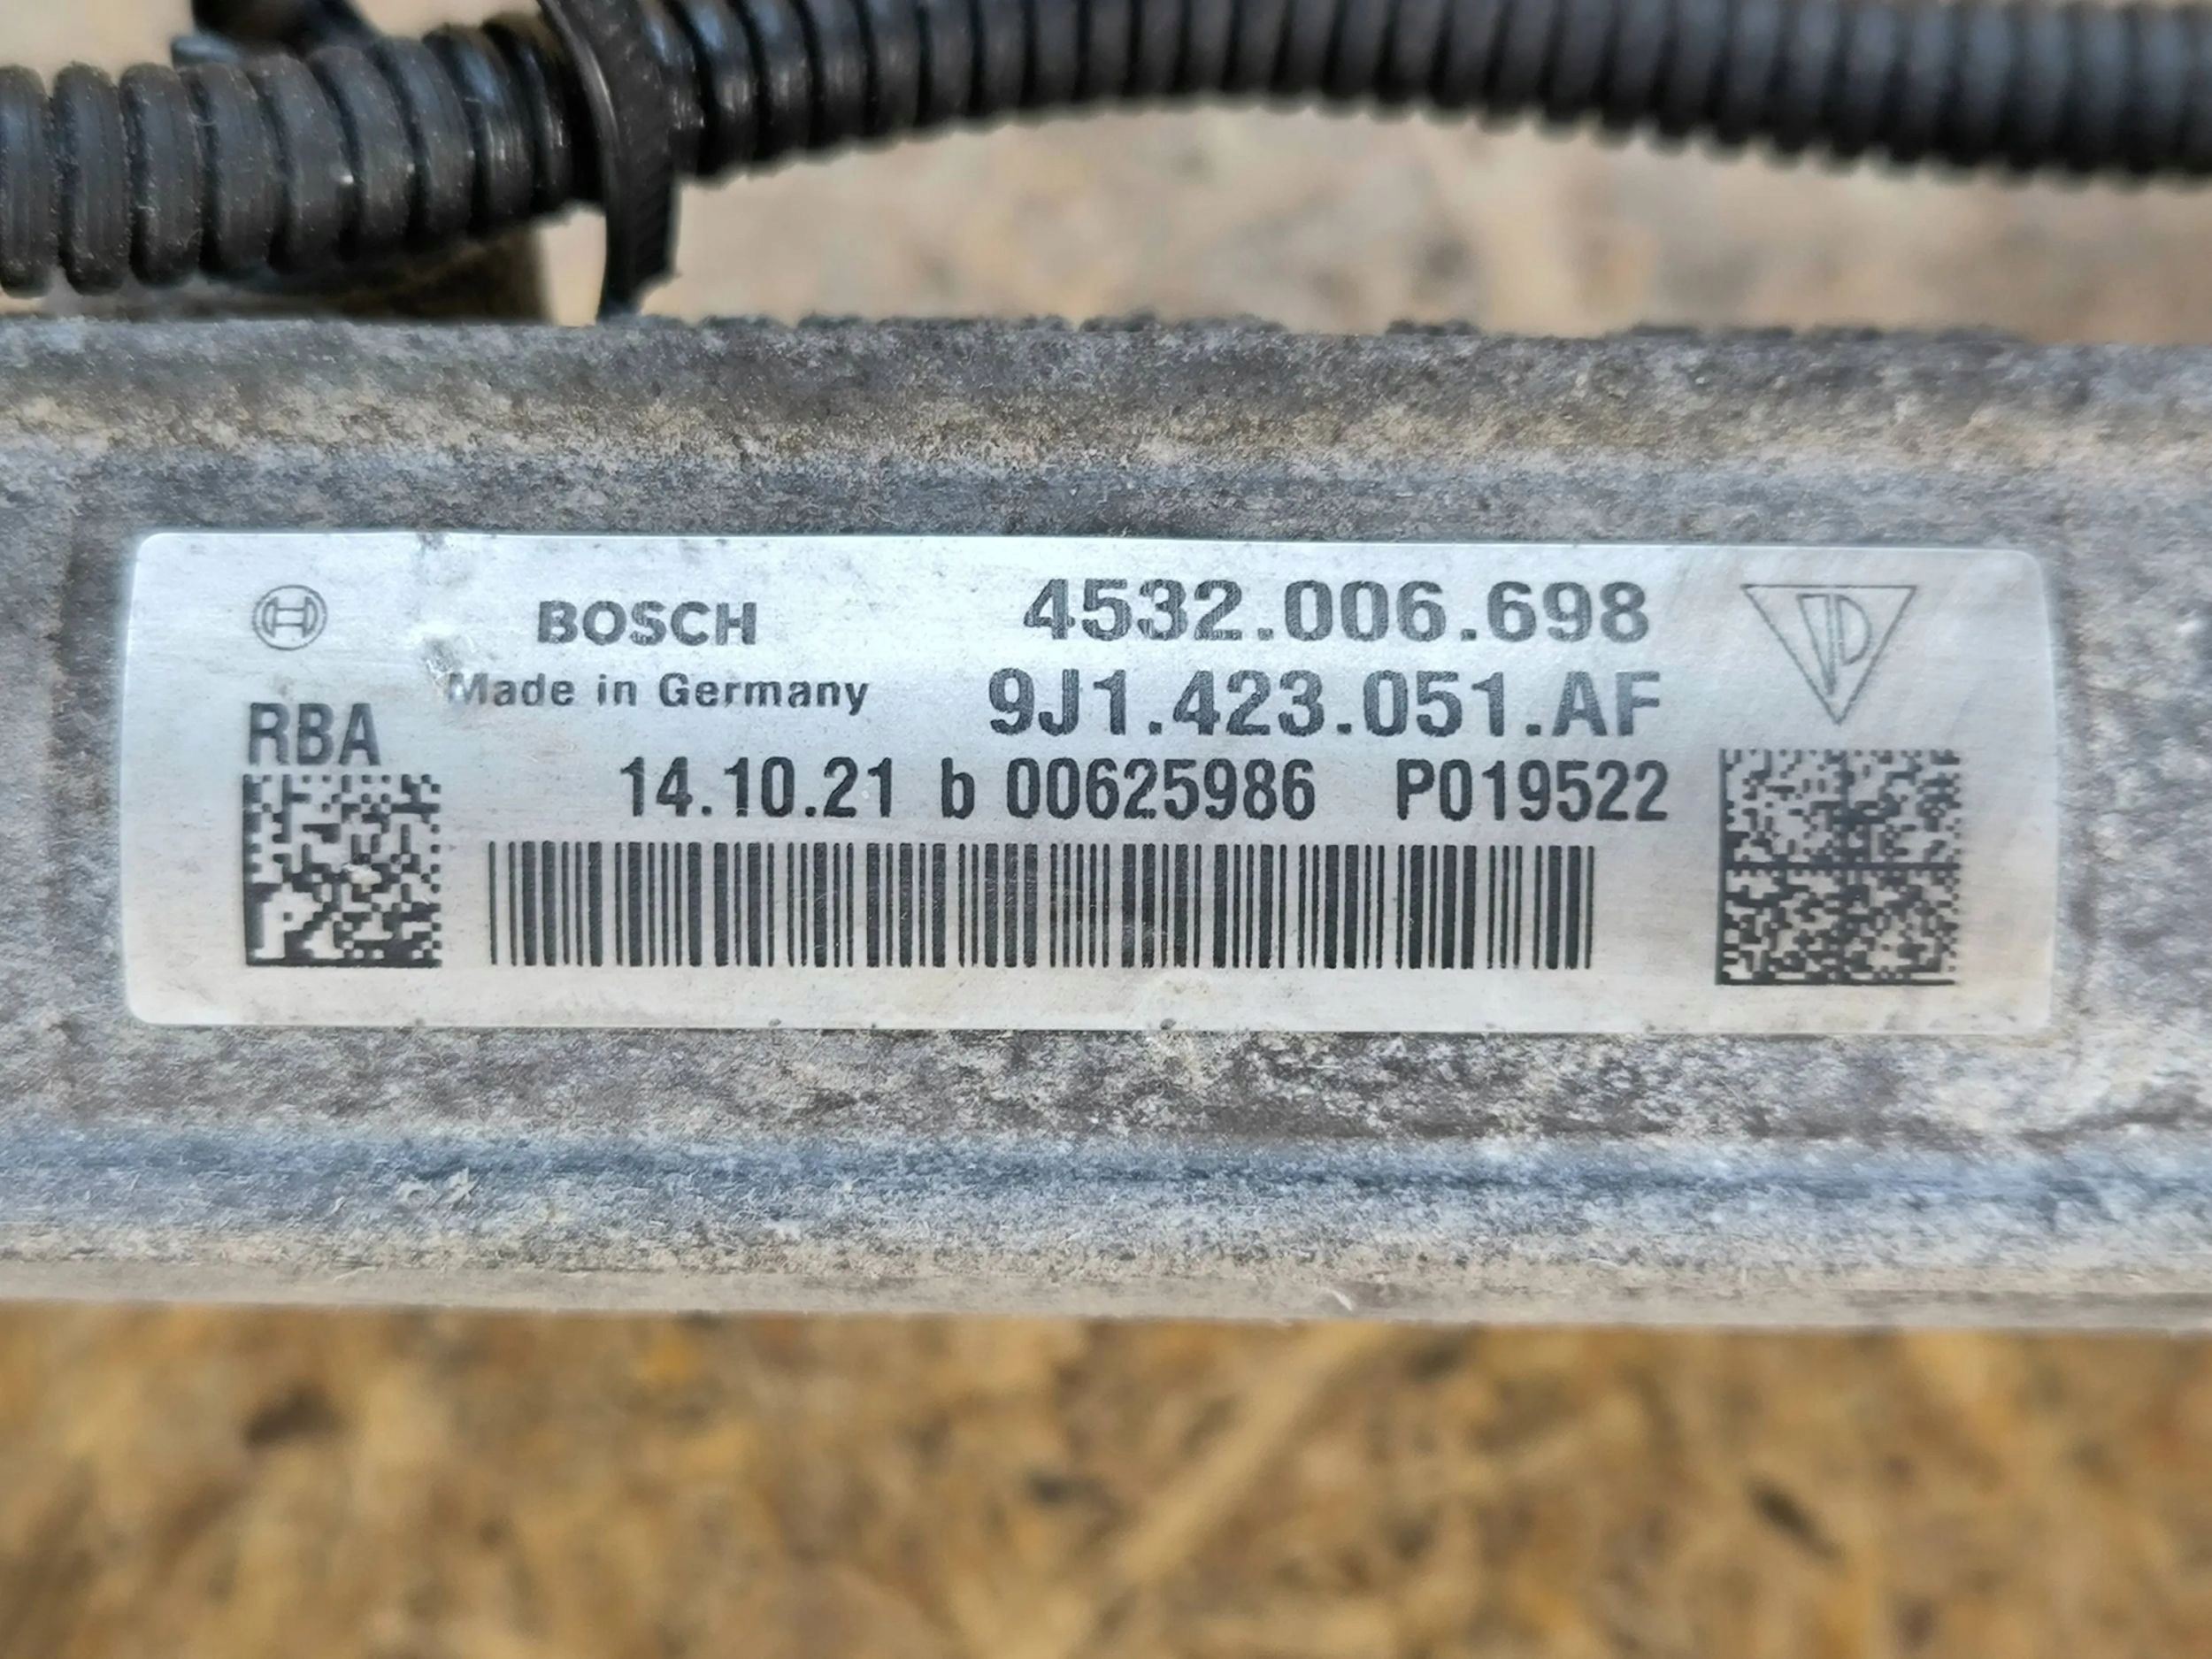 BOSCH 4532.006.698
Made in Germany 9J1.423.051.AF
RBA
14.10.21 b 00625986 P019522